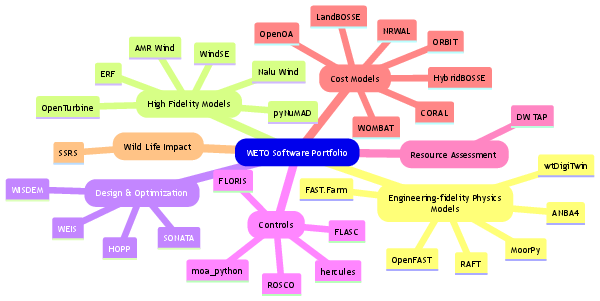 LandBOSSE
NRWAL
OpenOA
ORBIT
AMR Wind
WindSE
ERF
Nalu Wind
Cost Models
HybridBOSSE
OpenTurbine
High Fidelity Models
pyNuMAD
CORAL
WOMBAT
DW TAP
Wild Life Impact
SSRS
WETO Software Portfolio
Resource Assessment
wtDigiTwin
WISDEM
Design & Optimization
FLORIS
FAST.Farm
Engineering-fidelity Physics
Models
ANBA4
WEIS
HOPP
SONATA
Controls
FLASC
MoorPy
OpenFAST
RAFT
moa_python
ROSCO
hercules